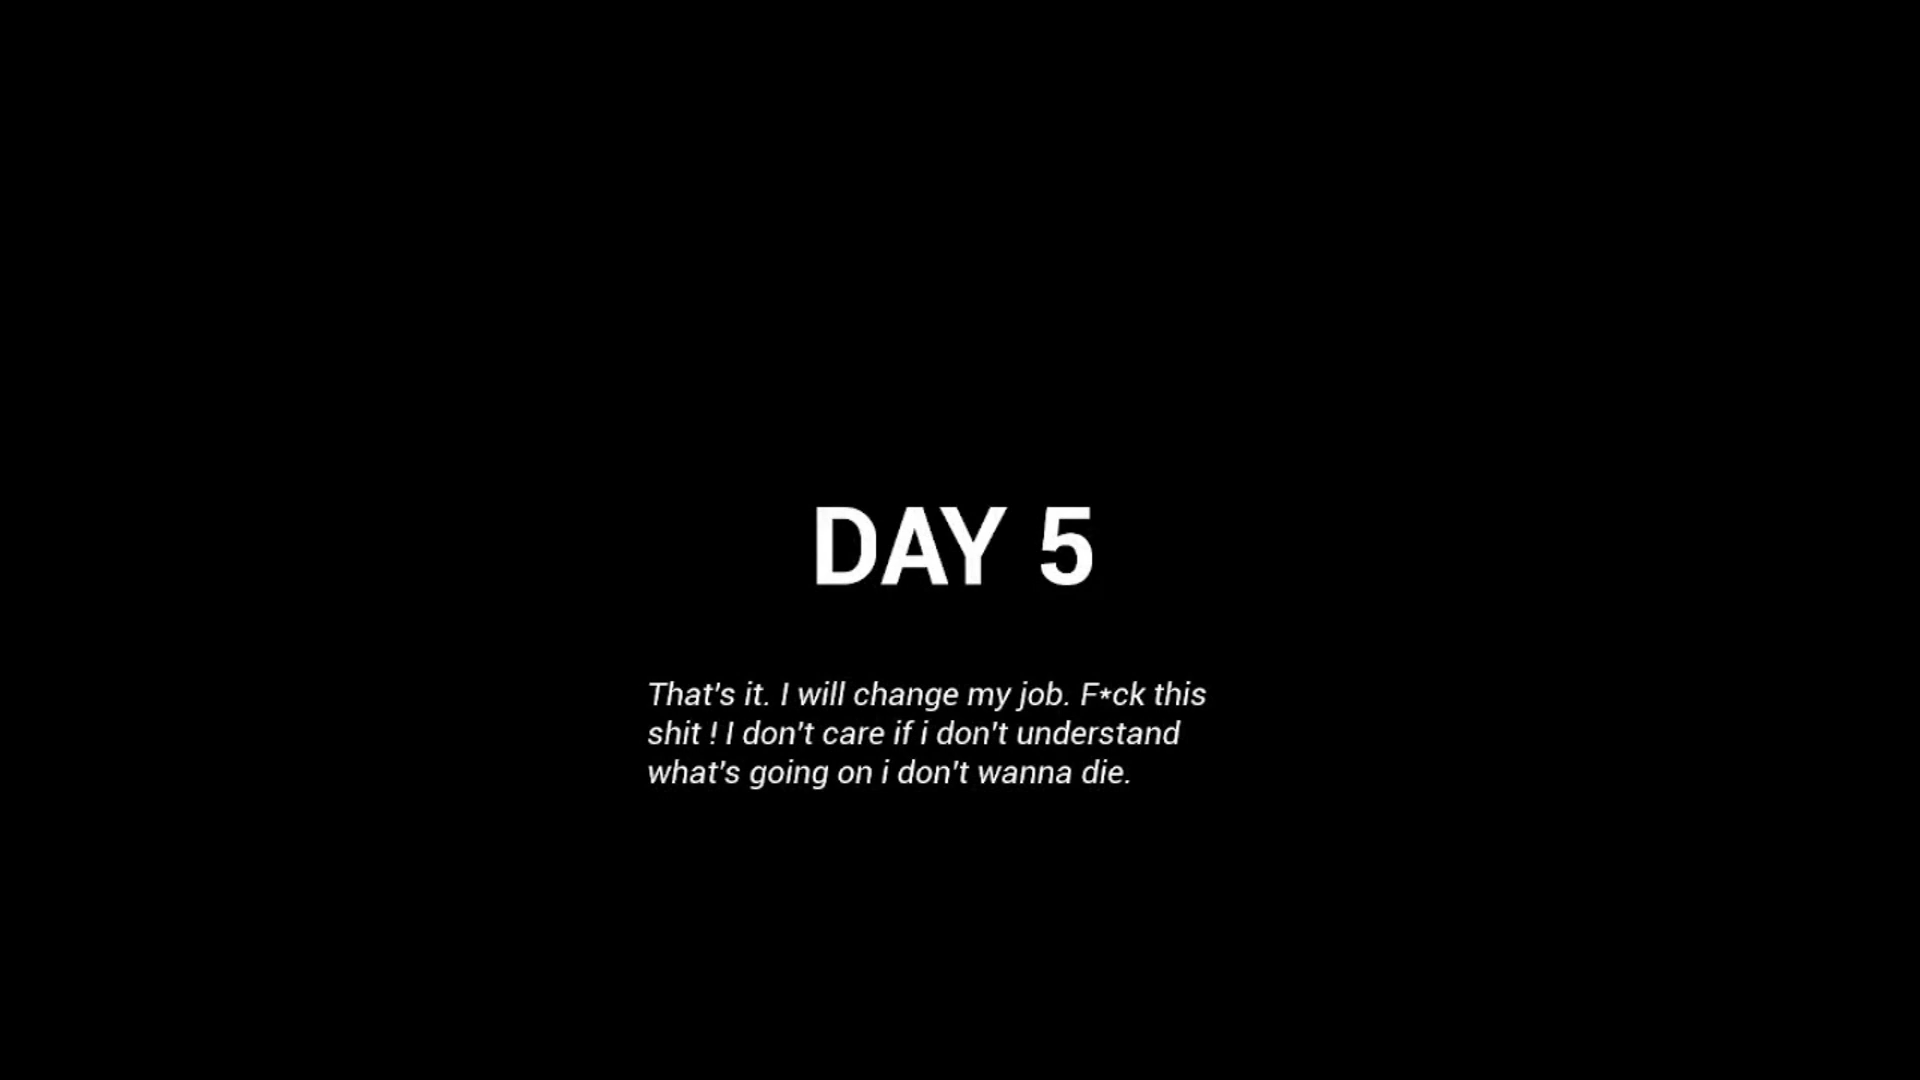 DAY 5
That's it. I will change my job. F*ck this
shit ! I don't care if i don't understand
what's going on i don't wanna die.